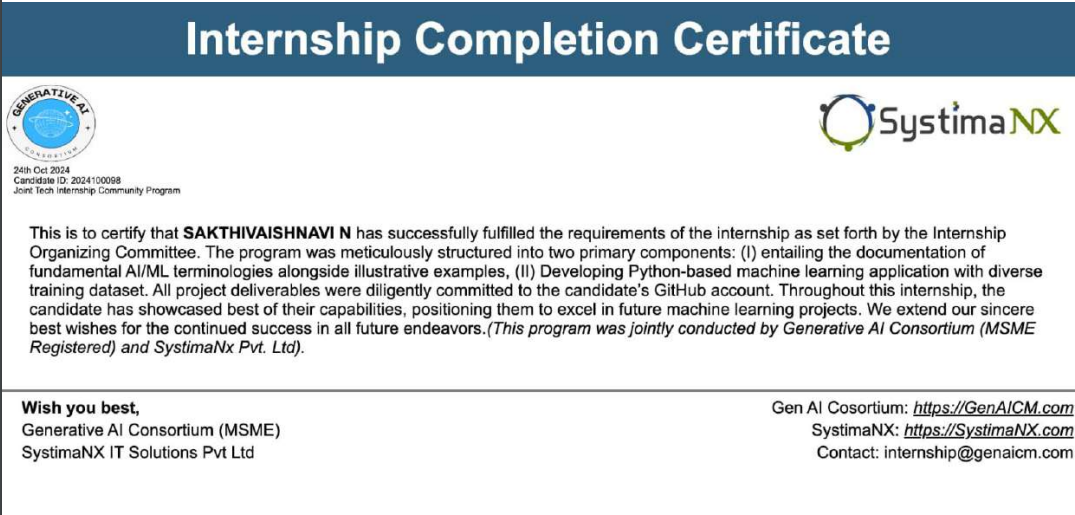 Internship Completion Certificate
GENERATIVE AI
CONSORTIUM
SystimaNX
24th Oct 2024
Candidate ID: 2024100098
Joint Tech Internship Community Program
This is to certify that SAKTHIVAISHNAVI N has successfully fulfilled the requirements of the internship as set forth by the Internship
Organizing Committee. The program was meticulously structured into two primary components: (I) entailing the documentation of
fundamental AI/ML terminologies alongside illustrative examples, (II) Developing Python-based machine learning application with diverse
training dataset. All project deliverables were diligently committed to the candidate's GitHub account. Throughout this internship, the
candidate has showcased best of their capabilities, positioning them to excel in future machine learning projects. We extend our sincere
best wishes for the continued success in all future endeavors.(This program was jointly conducted by Generative AI Consortium (MSME
Registered) and SystimaNx Pvt. Ltd).
Wish you best,
Generative AI Consortium (MSME)
SystimaNX IT Solutions Pvt Ltd
Gen AI Cosortium: https://GenAICM.com
SystimaNX: https://SystimaNX.com
Contact: internship@genaicm.com